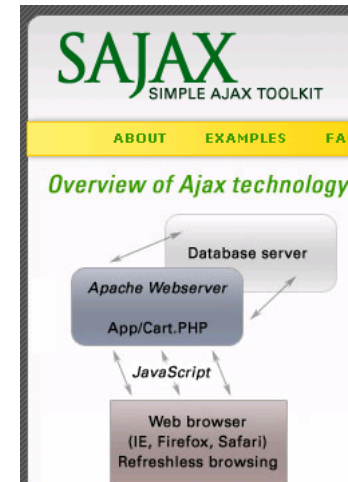 SAJAX
SIMPLE AJAX TOOLKIT
ABOUT EXAMPLES FA
Overview of Ajax technology
Database server
Apache Webserver
App/Cart.PHP
JavaScript
Web browser
(IE, Firefox, Safari)
Refreshless browsing